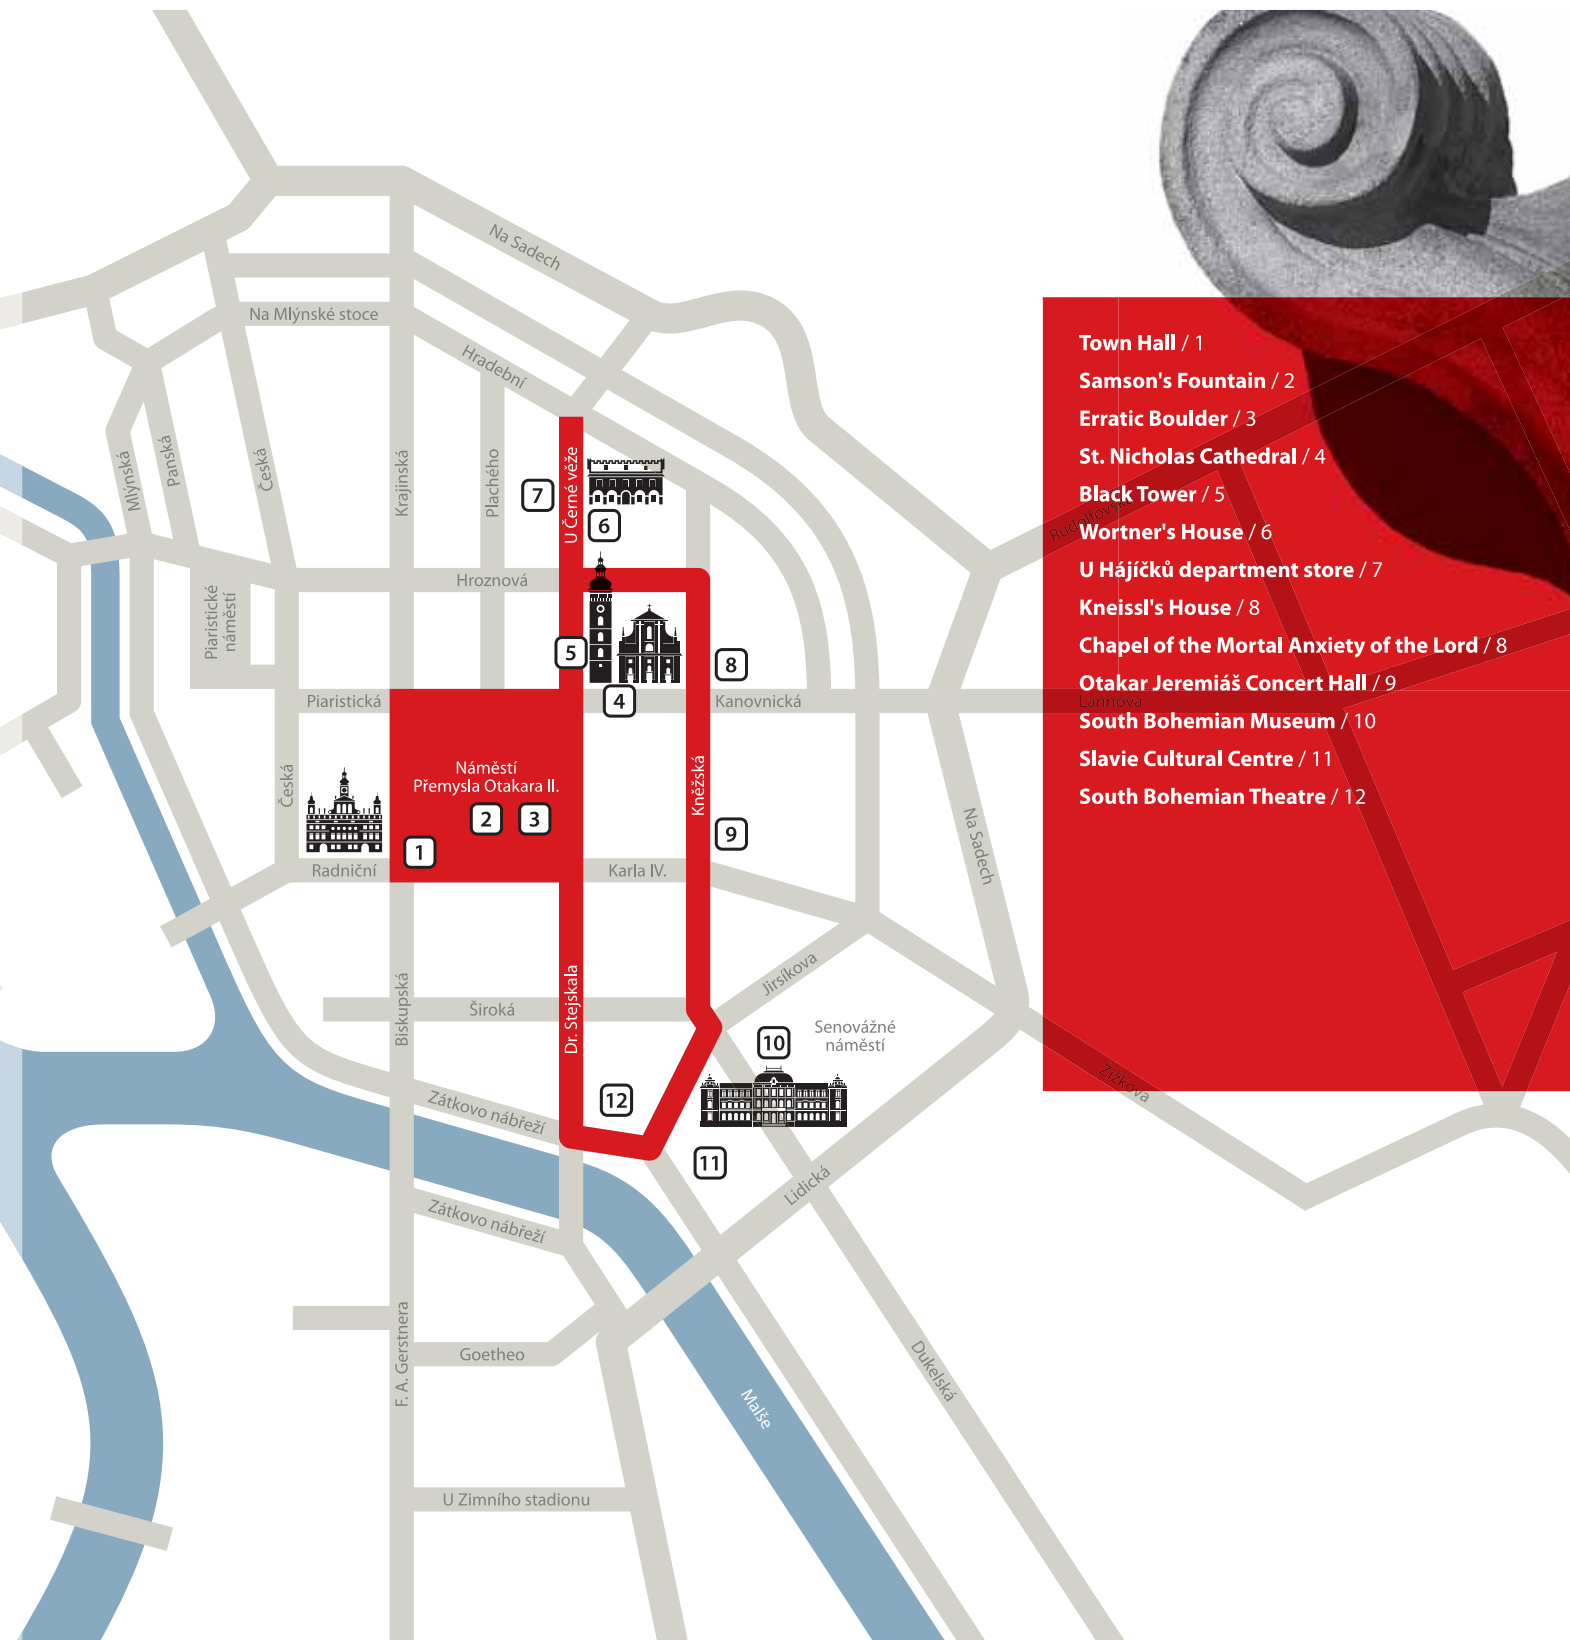 Na Sadech
Na Mlýnské stoce
Hradební
Mlýnská
Panská
Česká
Krajinská
Plachého
U Černé věže
7
6
Hroznová
Piaristické
náměstí
5
8
4
Piaristická
Kanovnická
Náměstí
Přemysla Otakara II.
2
3
1
Česká
Kněžská
9
Radniční
Karla IV.
Na Sadech
Biskupská
Široká
Dr. Stejskala
Jirsíkova
Senovážné
náměstí
10
12
11
Zátkovo nábřeží
Lidická
Zátkovo nábřeží
F. A. Gerstnera
Goetheo
Malše
Dukelská
U Zimního stadionu
Town Hall / 1
Samson's Fountain / 2
Erratic Boulder / 3
St. Nicholas Cathedral / 4
Black Tower / 5
Rudolfovská
Wortner's House / 6
U Hájíčků department store / 7
Kneissl's House / 8
Chapel of the Mortal Anxiety of the Lord / 8
Otakar Jeremiáš Concert Hall / 9
Lannova
South Bohemian Museum / 10
Slavie Cultural Centre / 11
South Bohemian Theatre / 12
Žižkova